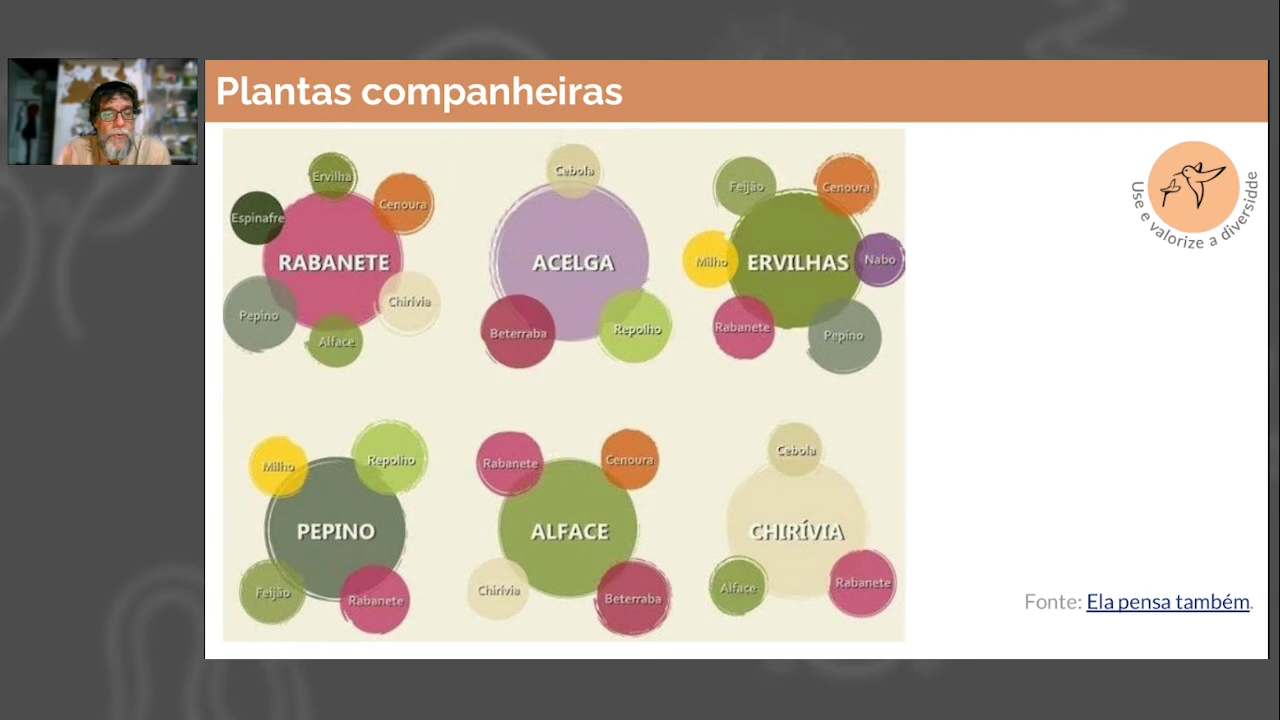 Plantas companheiras
Use e valorize a diversidde
Ervilha
Espinafre
Cenoura
RABANETE
Pepino
Chirívia
Alface
Cebola
ACELGA
Beterraba
Repolho
Feijão
Cenoura
Milho
ERVILHAS
Nabo
Rabanete
Pepino
Milho
Repolho
PEPINO
Feijão
Rabanete
Rabanete
Cenoura
ALFACE
Chirívia
Beterraba
Cebola
CHIRÍVIA
Alface
Rabanete
Fonte: Ela pensa também.